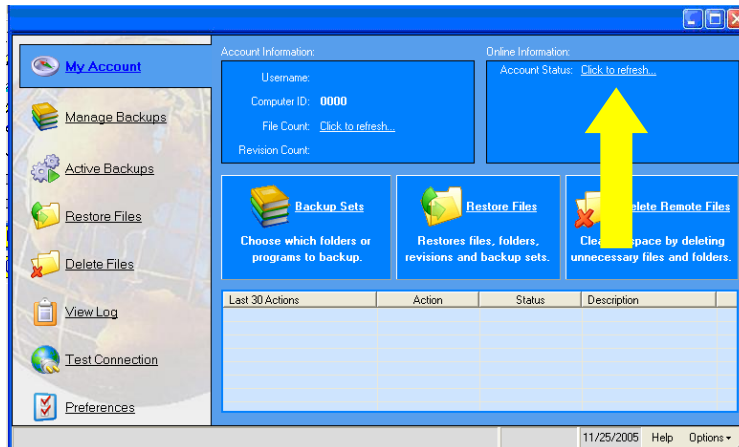 My Account
Manage Backups
Active Backups
Restore Files
Delete Files
View Log
Test Connection
Preferences
Account Information:
Username:
Computer ID: 0000
File Count: Click to refresh...
Revision Count:
Online Information:
Account Status: Click to refresh...
Backup Sets
Choose which folders or
programs to backup.
Restore Files
Restores files, folders,
revisions and backup sets.
Remote Files
by deleting
unnecessary files and folders.
Last 30 Actions Action Status Description
11/25/2005 Help Options